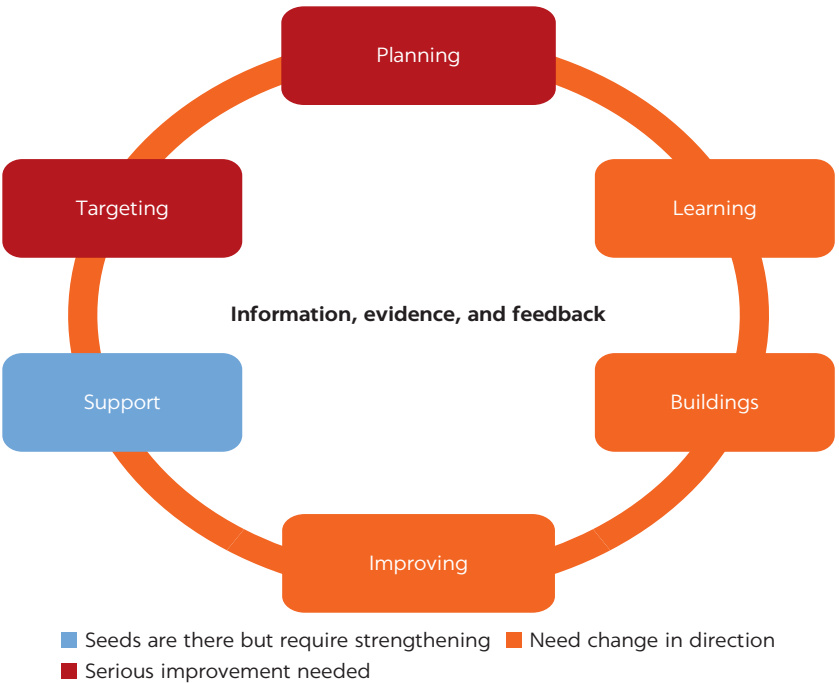 Planning
Targeting
Learning
Information, evidence, and feedback
Support
Buildings
Improving
Seeds are there but require strengthening
Need change in direction
Serious improvement needed